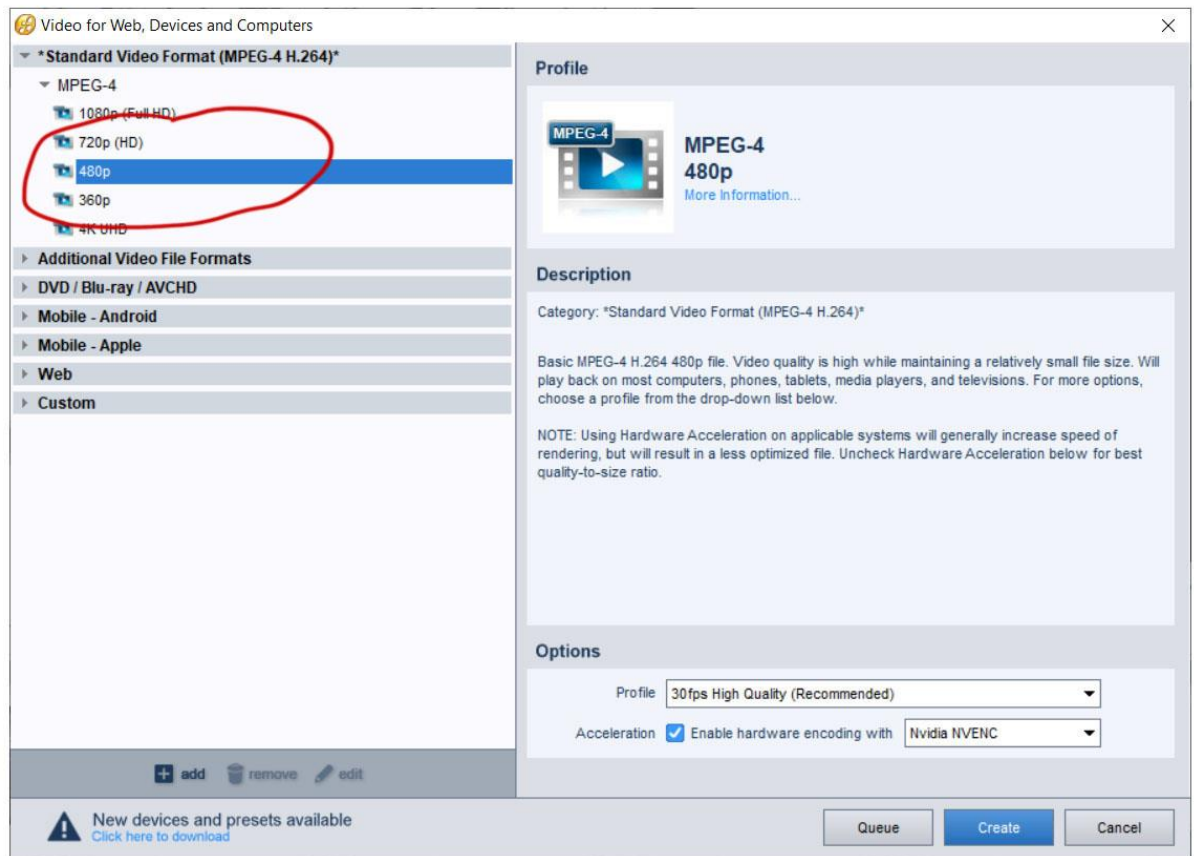 Video for Web, Devices and Computers
*Standard Video Format (MPEG-4 H.264)*
MPEG-4
1080p (Full HD)
720p (HD)
480p
360p
4K UHD
Additional Video File Formats
DVD / Blu-ray / AVCHD
Mobile - Android
Mobile - Apple
Web
Custom
add remove edit
Profile
MPEG-4
MPEG-4
480p
More Information...
Description
Category: *Standard Video Format (MPEG-4 H.264)*
Basic MPEG-4 H.264 480p file. Video quality is high while maintaining a relatively small file size. Will
play back on most computers, phones, tablets, media players, and televisions. For more options,
choose a profile from the drop-down list below.
NOTE: Using Hardware Acceleration on applicable systems will generally increase speed of
rendering, but will result in a less optimized file. Uncheck Hardware Acceleration below for best
quality-to-size ratio.
Options
Profile 30fps High Quality (Recommended)
Acceleration Enable hardware encoding with Nvidia NVENC
New devices and presets available
Click here to download
Queue Create Cancel